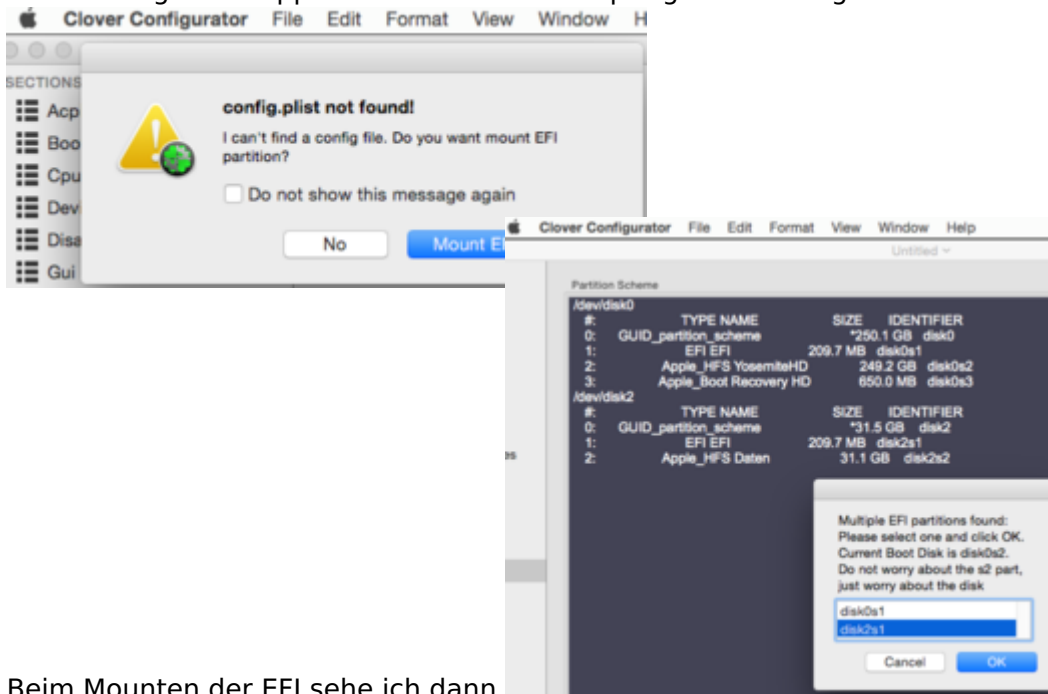 Clover Configurator File Edit Format View Window H
SECTIONS
Acp
Boo
Cpu
Dev
Disa
Gui
config.plist not found!
I can't find a config file. Do you want mount EFI
partition?
Do not show this message again
No Mount E
Clover Configurator File Edit Format View Window Help
Untitled
Partition Scheme
/dev/disk0
#: TYPE NAME SIZE IDENTIFIER
0: GUID_partition_scheme *250.1 GB disk0
1: EFI EFI 209.7 MB disk0s1
2: Apple_HFS YosemiteHD 249.2 GB disk0s2
3: Apple_Boot Recovery HD 650.0 MB disk0s3
/dev/disk2
#: TYPE NAME SIZE IDENTIFIER
0: GUID_partition_scheme *31.5 GB disk2
1: EFI EFI 209.7 MB disk2s1
2: Apple_HFS Daten 31.1 GB disk2s2
es
Multiple EFI partitions found:
Please select one and click OK.
Current Boot Disk is disk0s2.
Do not worry about the s2 part,
just worry about the disk
disk0s1
disk2s1
Cancel OK
Beim Mounten der EFI sehe ich dann